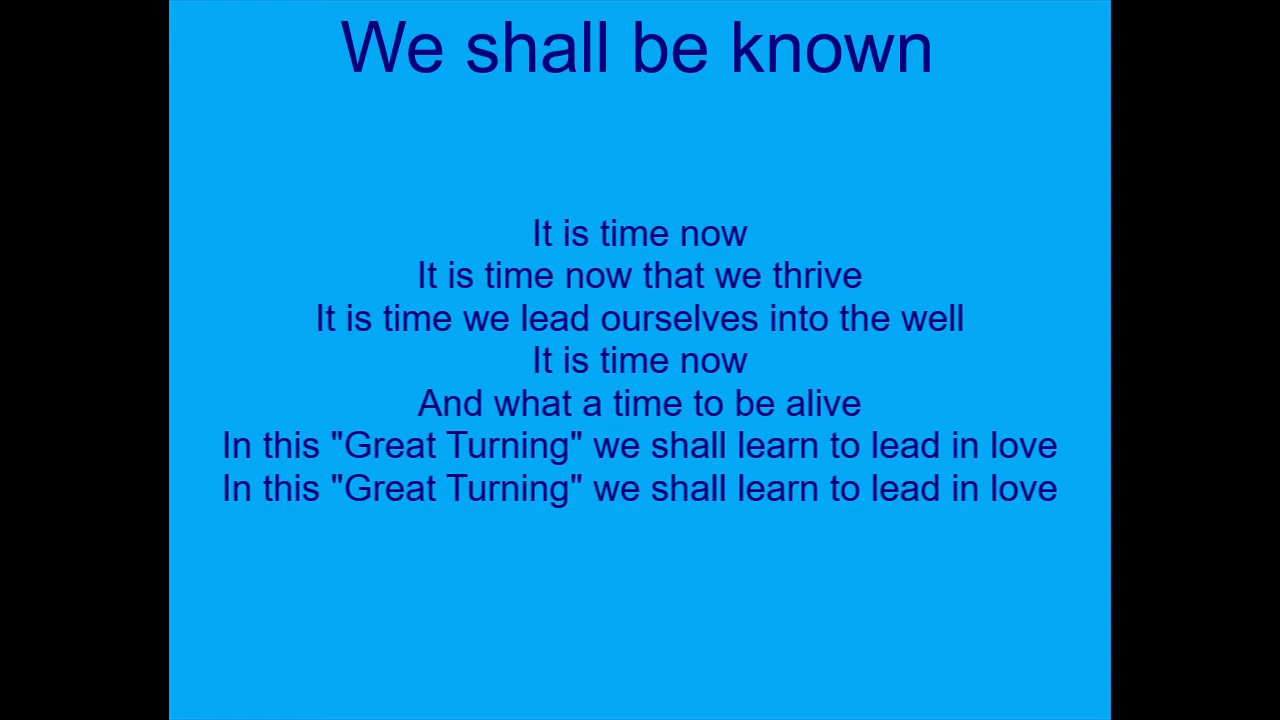 We shall be known
It is time now
It is time now that we thrive
It is time we lead ourselves into the well
It is time now
And what a time to be alive
In this "Great Turning" we shall learn to lead in love
In this "Great Turning" we shall learn to lead in love